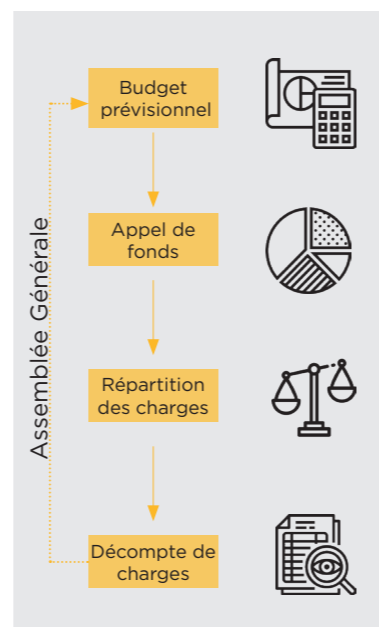 Budget
prévisionnel
Appel de
fonds
Répartition
des charges
Décompte de
charges
Assemblée Générale